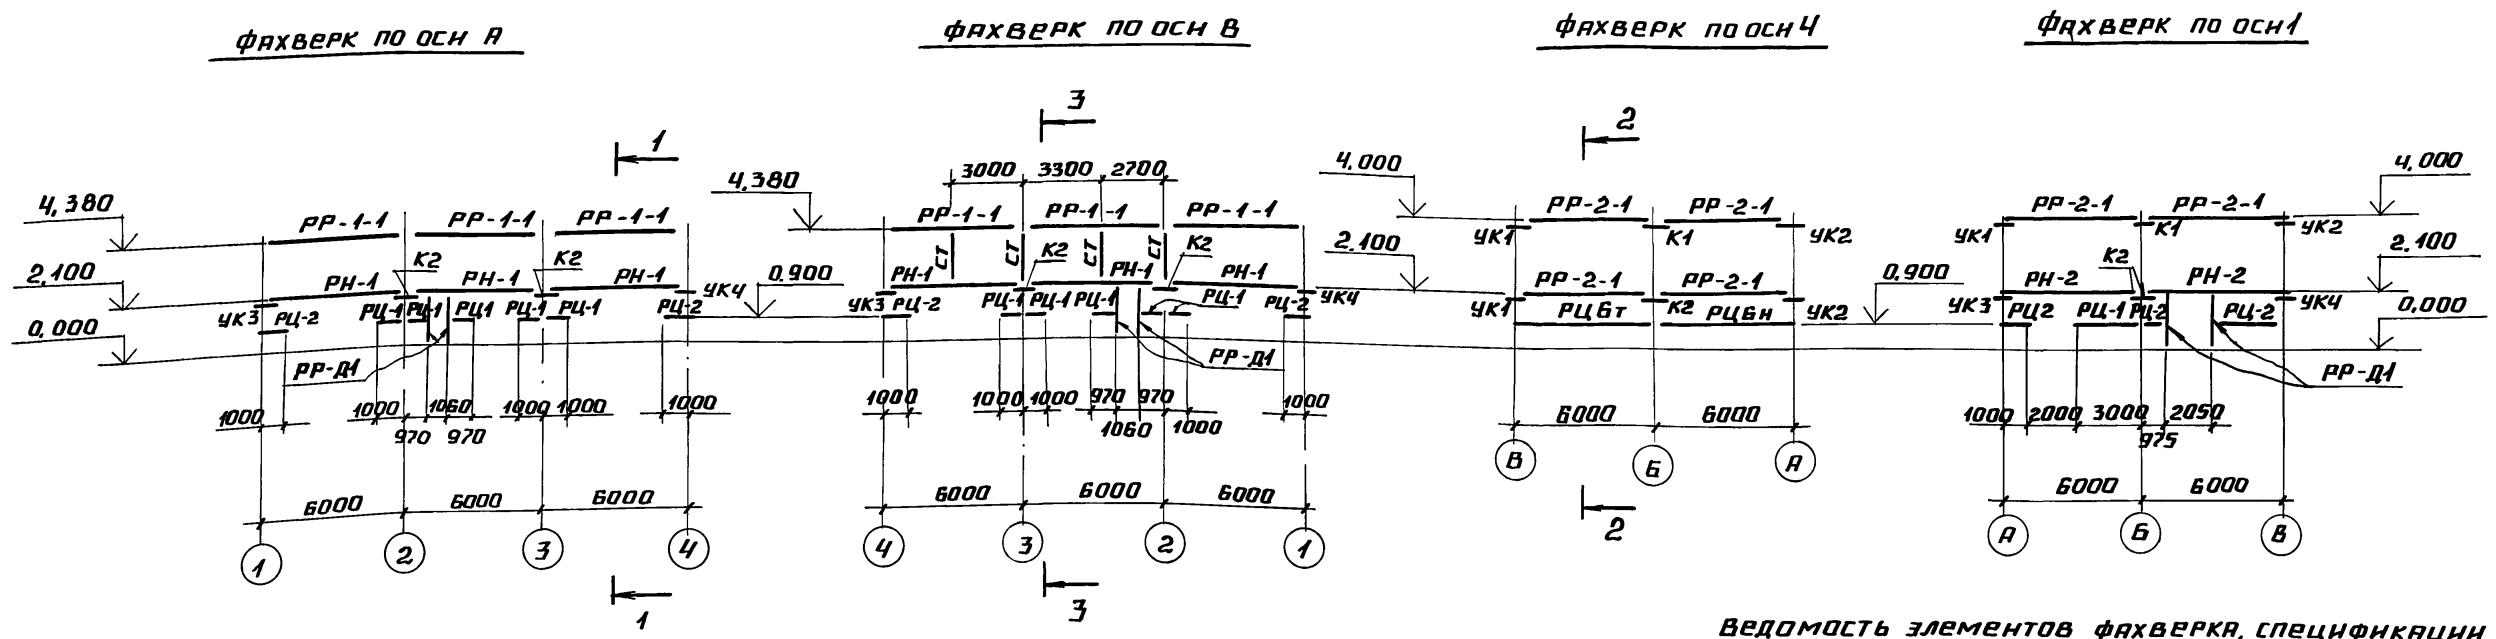 Фахверк по оси А
4,380
2,100
0,000
РР-1-1 РР-1-1 РР-1-1
К2 К2
РН-1 РН-1 РН-1
УК3 РЦ-2 РЦ-1 РЦ-1 РЦ1 РЦ-1 РЦ-1 РЦ-2 УК4
РР-Д1
1000 1000 1060 1000 1000 1000
970 970
6000 6000 6000
1 2 3 4
1
1
Фахверк по оси В
3
3000 3300 2700
4,380
0.900
РР-1-1 РР-1-1 РР-1-1
СТ СТ СТ СТ
К2 К2
РН-1 РН-1 РН-1
УК3 РЦ-2 РЦ-1 РЦ-1 РЦ-1 РЦ-1 РЦ-2 УК4
РР-Д1
1000 1000 1000 970 970 1000
1060 1000
6000 6000 6000
4 3 2 1
3
Фахверк по оси 4
2
4,000
2.100
РР-2-1 РР-2-1
УК1 К1 УК2
РР-2-1 РР-2-1
УК1 РЦ6т К2 РЦ6н УК2
0,900
6000 6000
В Б А
2
Фахверк по оси 1
4,000
2.100
0,000
РР-2-1 РР-2-1
УК1 К1 УК2
К2
РН-2 РН-2
УК3 РЦ2 РЦ-1 РЦ-2 РЦ-2 УК4
РР-Д1
1000 2000 3000 2050
975
6000 6000
А Б В
Ведомость элементов фахверка, спецификации